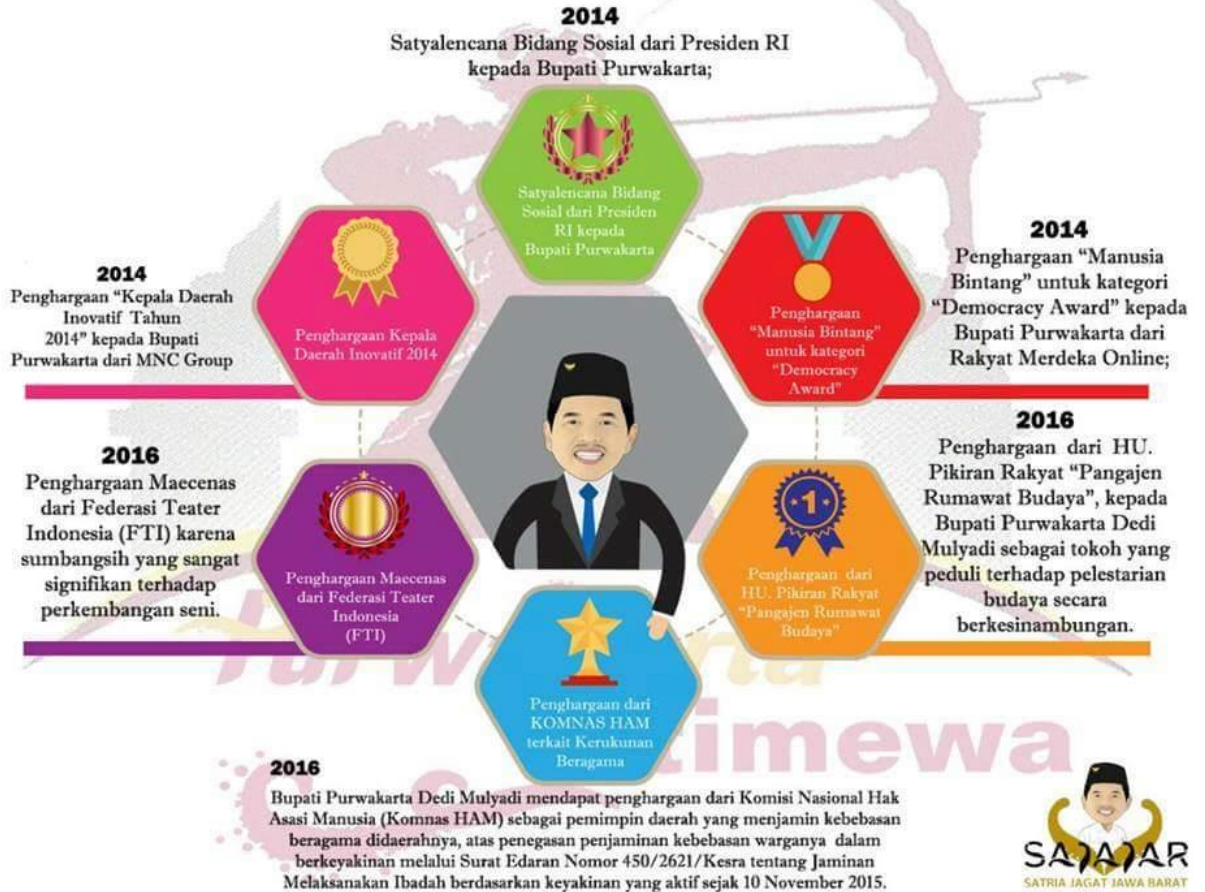 2014
Satyalencana Bidang Sosial dari Presiden RI
kepada Bupati Purwakarta;
Satyalencana Bidang
Sosial dari Presiden
RI kepada
Bupati Purwakarta
2014
Penghargaan “Kepala Daerah
Inovatif Tahun
2014” kepada Bupati
Purwakarta dari MNC Group
Penghargaan Kepala
Daerah Inovatif 2014
Penghargaan
“Manusia Bintang”
untuk kategori
“Democracy
Award”
2014
Penghargaan “Manusia
Bintang” untuk kategori
“Democracy Award” kepada
Bupati Purwakarta dari
Rakyat Merdeka Online;
2016
Penghargaan Maecenas
dari Federasi Teater
Indonesia (FTI) karena
sumbangsih yang sangat
signifikan terhadap
perkembangan seni.
Penghargaan Maecenas
dari Federasi Teater
Indonesia
(FTI)
1
Penghargaan dari
HU. Pikiran Rakyat
“Pangajen Rumawat
Budaya”
2016
Penghargaan dari HU.
Pikiran Rakyat “Pangajen
Rumawat Budaya”, kepada
Bupati Purwakarta Dedi
Mulyadi sebagai tokoh yang
peduli terhadap pelestarian
budaya secara
berkesinambungan.
Penghargaan dari
KOMNAS HAM
terkait Kerukunan
Beragama
timewa
2016
Bupati Purwakarta Dedi Mulyadi mendapat penghargaan dari Komisi Nasional Hak
Asasi Manusia (Komnas HAM) sebagai pemimpin daerah yang menjamin kebebasan
beragama didaerahnya, atas penegasan penjaminan kebebasan warganya dalam
berkeyakinan melalui Surat Edaran Nomor 450/2621/Kesra tentang Jaminan
Melaksanakan Ibadah berdasarkan keyakinan yang aktif sejak 10 November 2015.
SATRIA JAGAT JAWA BARAT